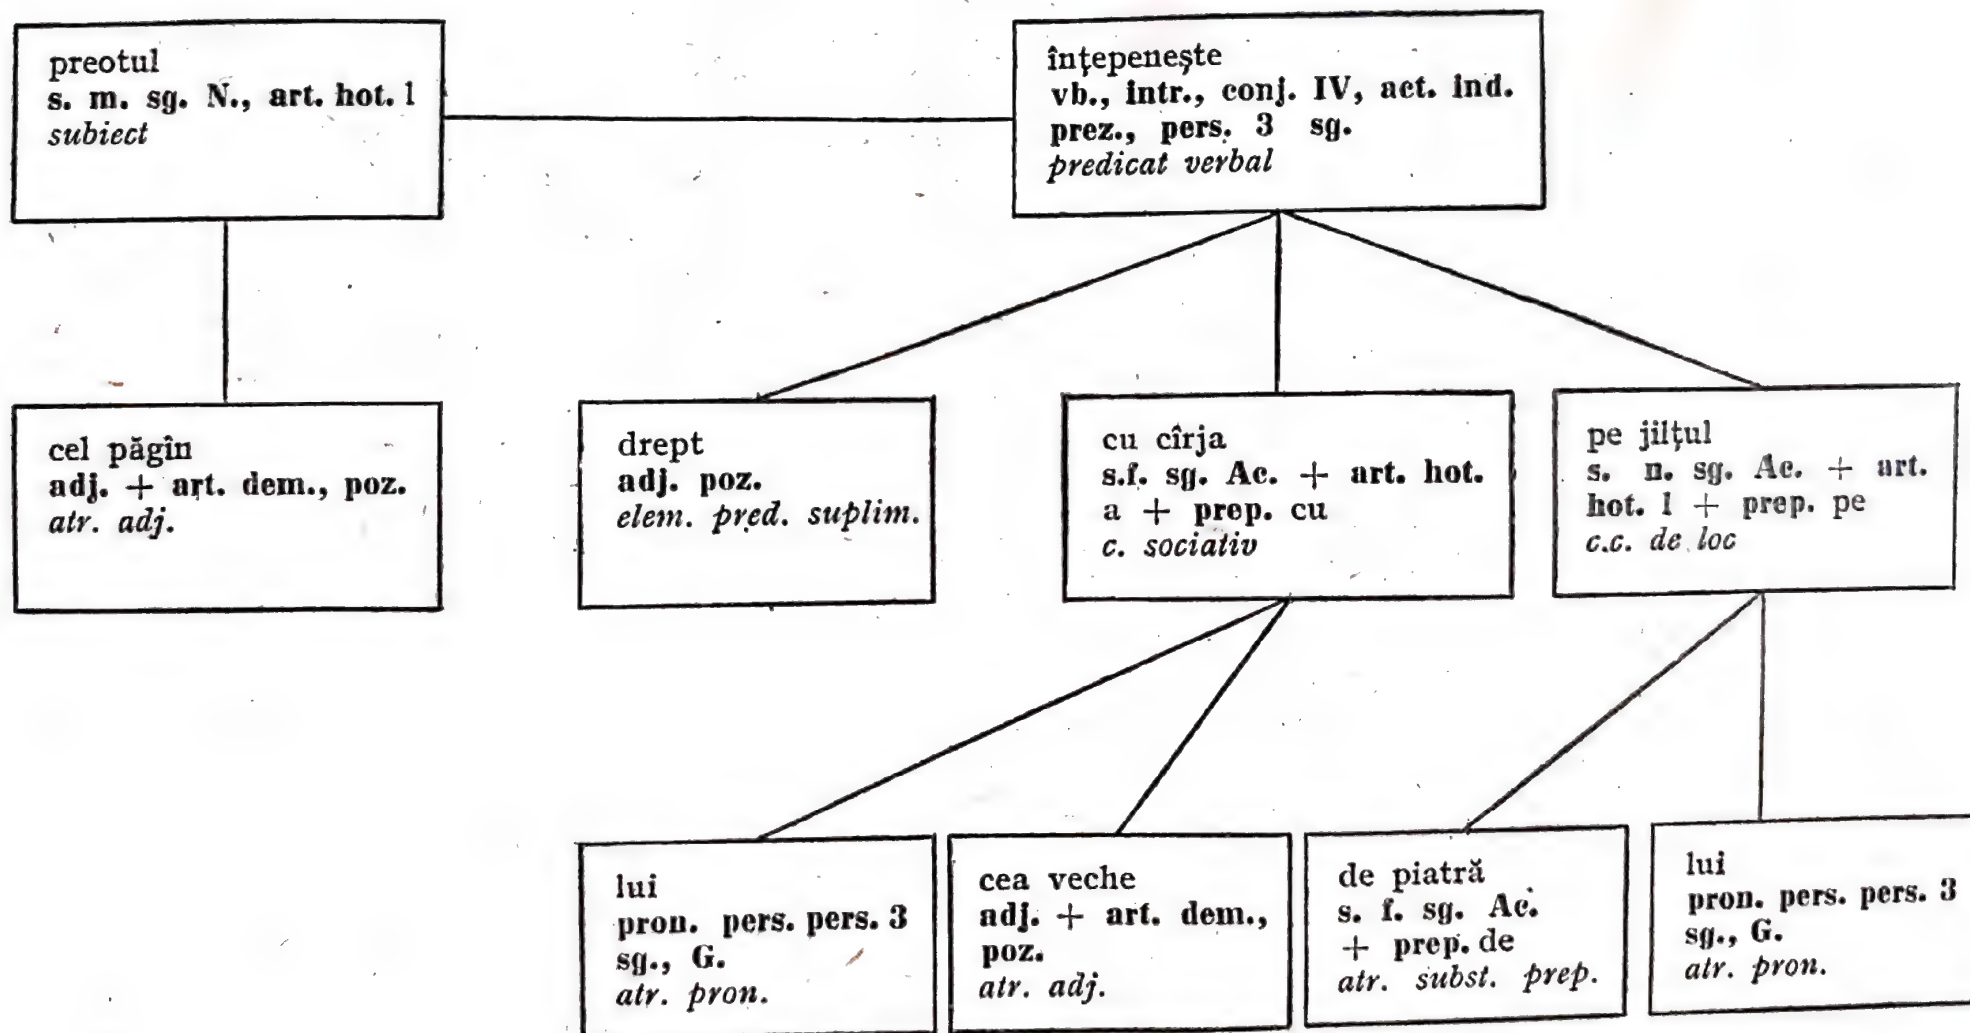 preotul
s. m. sg. N., art. hot. l
subiect
înțepenește
vb., intr., conj. IV, act. ind.
prez., pers. 3 sg.
predicat verbal
cel păgîn
adj. + art. dem., poz.
atr. adj.
drept
adj. poz.
elem. pred. suplim.
cu cîrja
s.f. sg. Ac. + art. hot.
a + prep. cu
c. sociativ
pe jilțul
s. n. sg. Ac. + art.
hot. l + prep. pe
c.c. de loc
lui
pron. pers. pers. 3
sg., G.
atr. pron.
cea veche
adj. + art. dem.,
poz.
atr. adj.
de piatră
s. f. sg. Ac.
+ prep. de
atr. subst. prep.
lui
pron. pers. pers. 3
sg., G.
atr. pron.